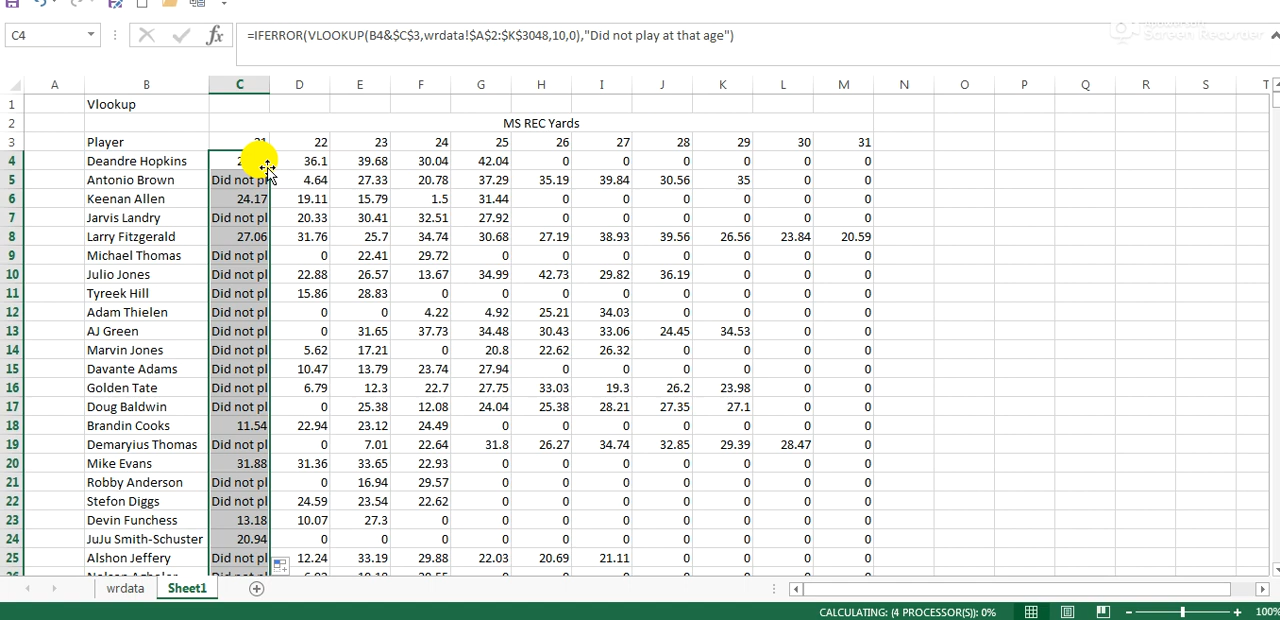 C4 fx =IFERROR(VLOOKUP(B4&$C$3,wrdata!$A$2:$K$3048,10,0),"Did not play at that age")
Screen Recorder
A B C D E F G H I J K L M N O P Q R S T
1 Vlookup
2 MS REC Yards
3 Player 21 22 23 24 25 26 27 28 29 30 31
4 Deandre Hopkins 36.1 39.68 30.04 42.04 0 0 0 0 0 0
5 Antonio Brown Did not pl 4.64 27.33 20.78 37.29 35.19 39.84 30.56 35 0 0
6 Keenan Allen 24.17 19.11 15.79 1.5 31.44 0 0 0 0 0 0
7 Jarvis Landry Did not pl 20.33 30.41 32.51 27.92 0 0 0 0 0 0
8 Larry Fitzgerald 27.06 31.76 25.7 34.74 30.68 27.19 38.93 39.56 26.56 23.84 20.59
9 Michael Thomas Did not pl 0 22.41 29.72 0 0 0 0 0 0 0
10 Julio Jones Did not pl 22.88 26.57 13.67 34.99 42.73 29.82 36.19 0 0 0
11 Tyreek Hill Did not pl 15.86 28.83 0 0 0 0 0 0 0 0
12 Adam Thielen Did not pl 0 0 4.22 4.92 25.21 34.03 0 0 0 0
13 AJ Green Did not pl 0 31.65 37.73 34.48 30.43 33.06 24.45 34.53 0 0
14 Marvin Jones Did not pl 5.62 17.21 0 20.8 22.62 26.32 0 0 0 0
15 Davante Adams Did not pl 10.47 13.79 23.74 27.94 0 0 0 0 0 0
16 Golden Tate Did not pl 6.79 12.3 22.7 27.75 33.03 19.3 26.2 23.98 0 0
17 Doug Baldwin Did not pl 0 25.38 12.08 24.04 25.38 28.21 27.35 27.1 0 0
18 Brandin Cooks 11.54 22.94 23.12 24.49 0 0 0 0 0 0 0
19 Demaryius Thomas Did not pl 0 7.01 22.64 31.8 26.27 34.74 32.85 29.39 28.47 0
20 Mike Evans 31.88 31.36 33.65 22.93 0 0 0 0 0 0 0
21 Robby Anderson Did not pl 0 16.94 29.57 0 0 0 0 0 0 0
22 Stefon Diggs Did not pl 24.59 23.54 22.62 0 0 0 0 0 0 0
23 Devin Funchess 13.18 10.07 27.3 0 0 0 0 0 0 0 0
24 JuJu Smith-Schuster 20.94 0 0 0 0 0 0 0 0 0 0
25 Alshon Jeffery Did not pl 12.24 33.19 29.88 22.03 20.69 21.11 0 0 0 0
wrdata Sheet1
CALCULATING: (4 PROCESSOR(S)): 0% 100%